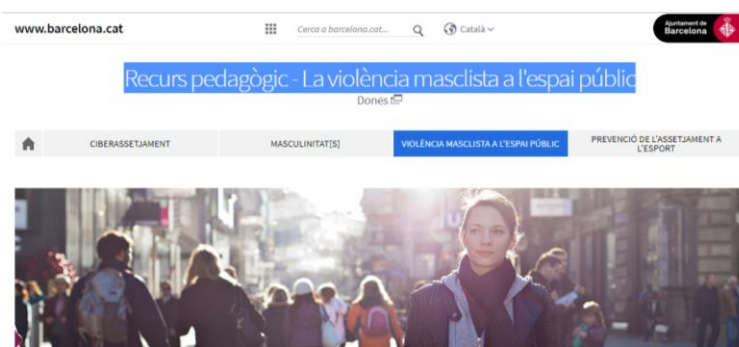 www.barcelona.cat
Cerca a barcelona.cat...
Català
Ajuntament de
Barcelona
Recurs pedagògic - La violència masclista a l'espai públic
Dones
CIBERASSETJAMENT
MASCULINITAT[S]
VIOLÈNCIA MASCLISTA A L'ESPAI PÚBLIC
PREVENCIÓ DE L'ASSETJAMENT A
L'ESPORT